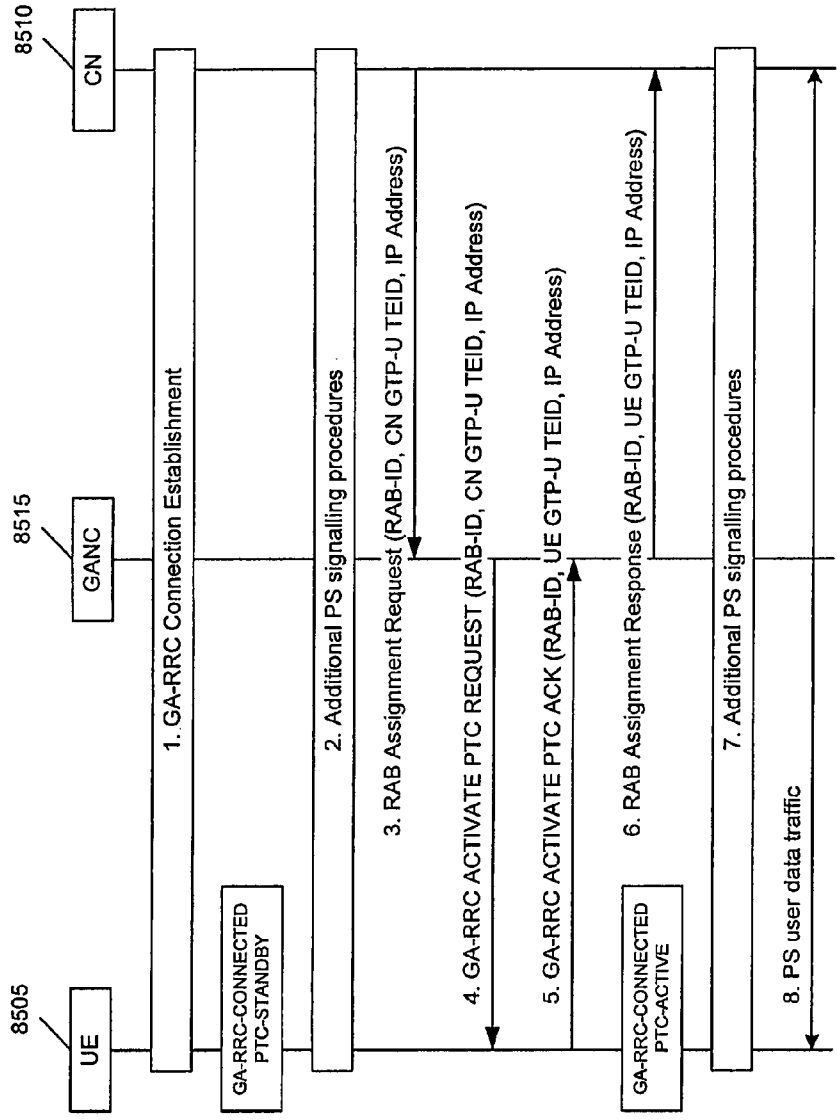 8505
UE
8515
GANC
8510
CN
1. GA-RRC Connection Establishment
GA-RRC-CONNECTED
PTC-STANDBY
2. Additional PS signalling procedures
3. RAB Assignment Request (RAB-ID, CN GTP-U TEID, IP Address)
4. GA-RRC ACTIVATE PTC REQUEST (RAB-ID, CN GTP-U TEID, IP Address)
5. GA-RRC ACTIVATE PTC ACK (RAB-ID, UE GTP-U TEID, IP Address)
6. RAB Assignment Response (RAB-ID, UE GTP-U TEID, IP Address)
GA-RRC-CONNECTED
PTC-ACTIVE
7. Additional PS signalling procedures
8. PS user data traffic